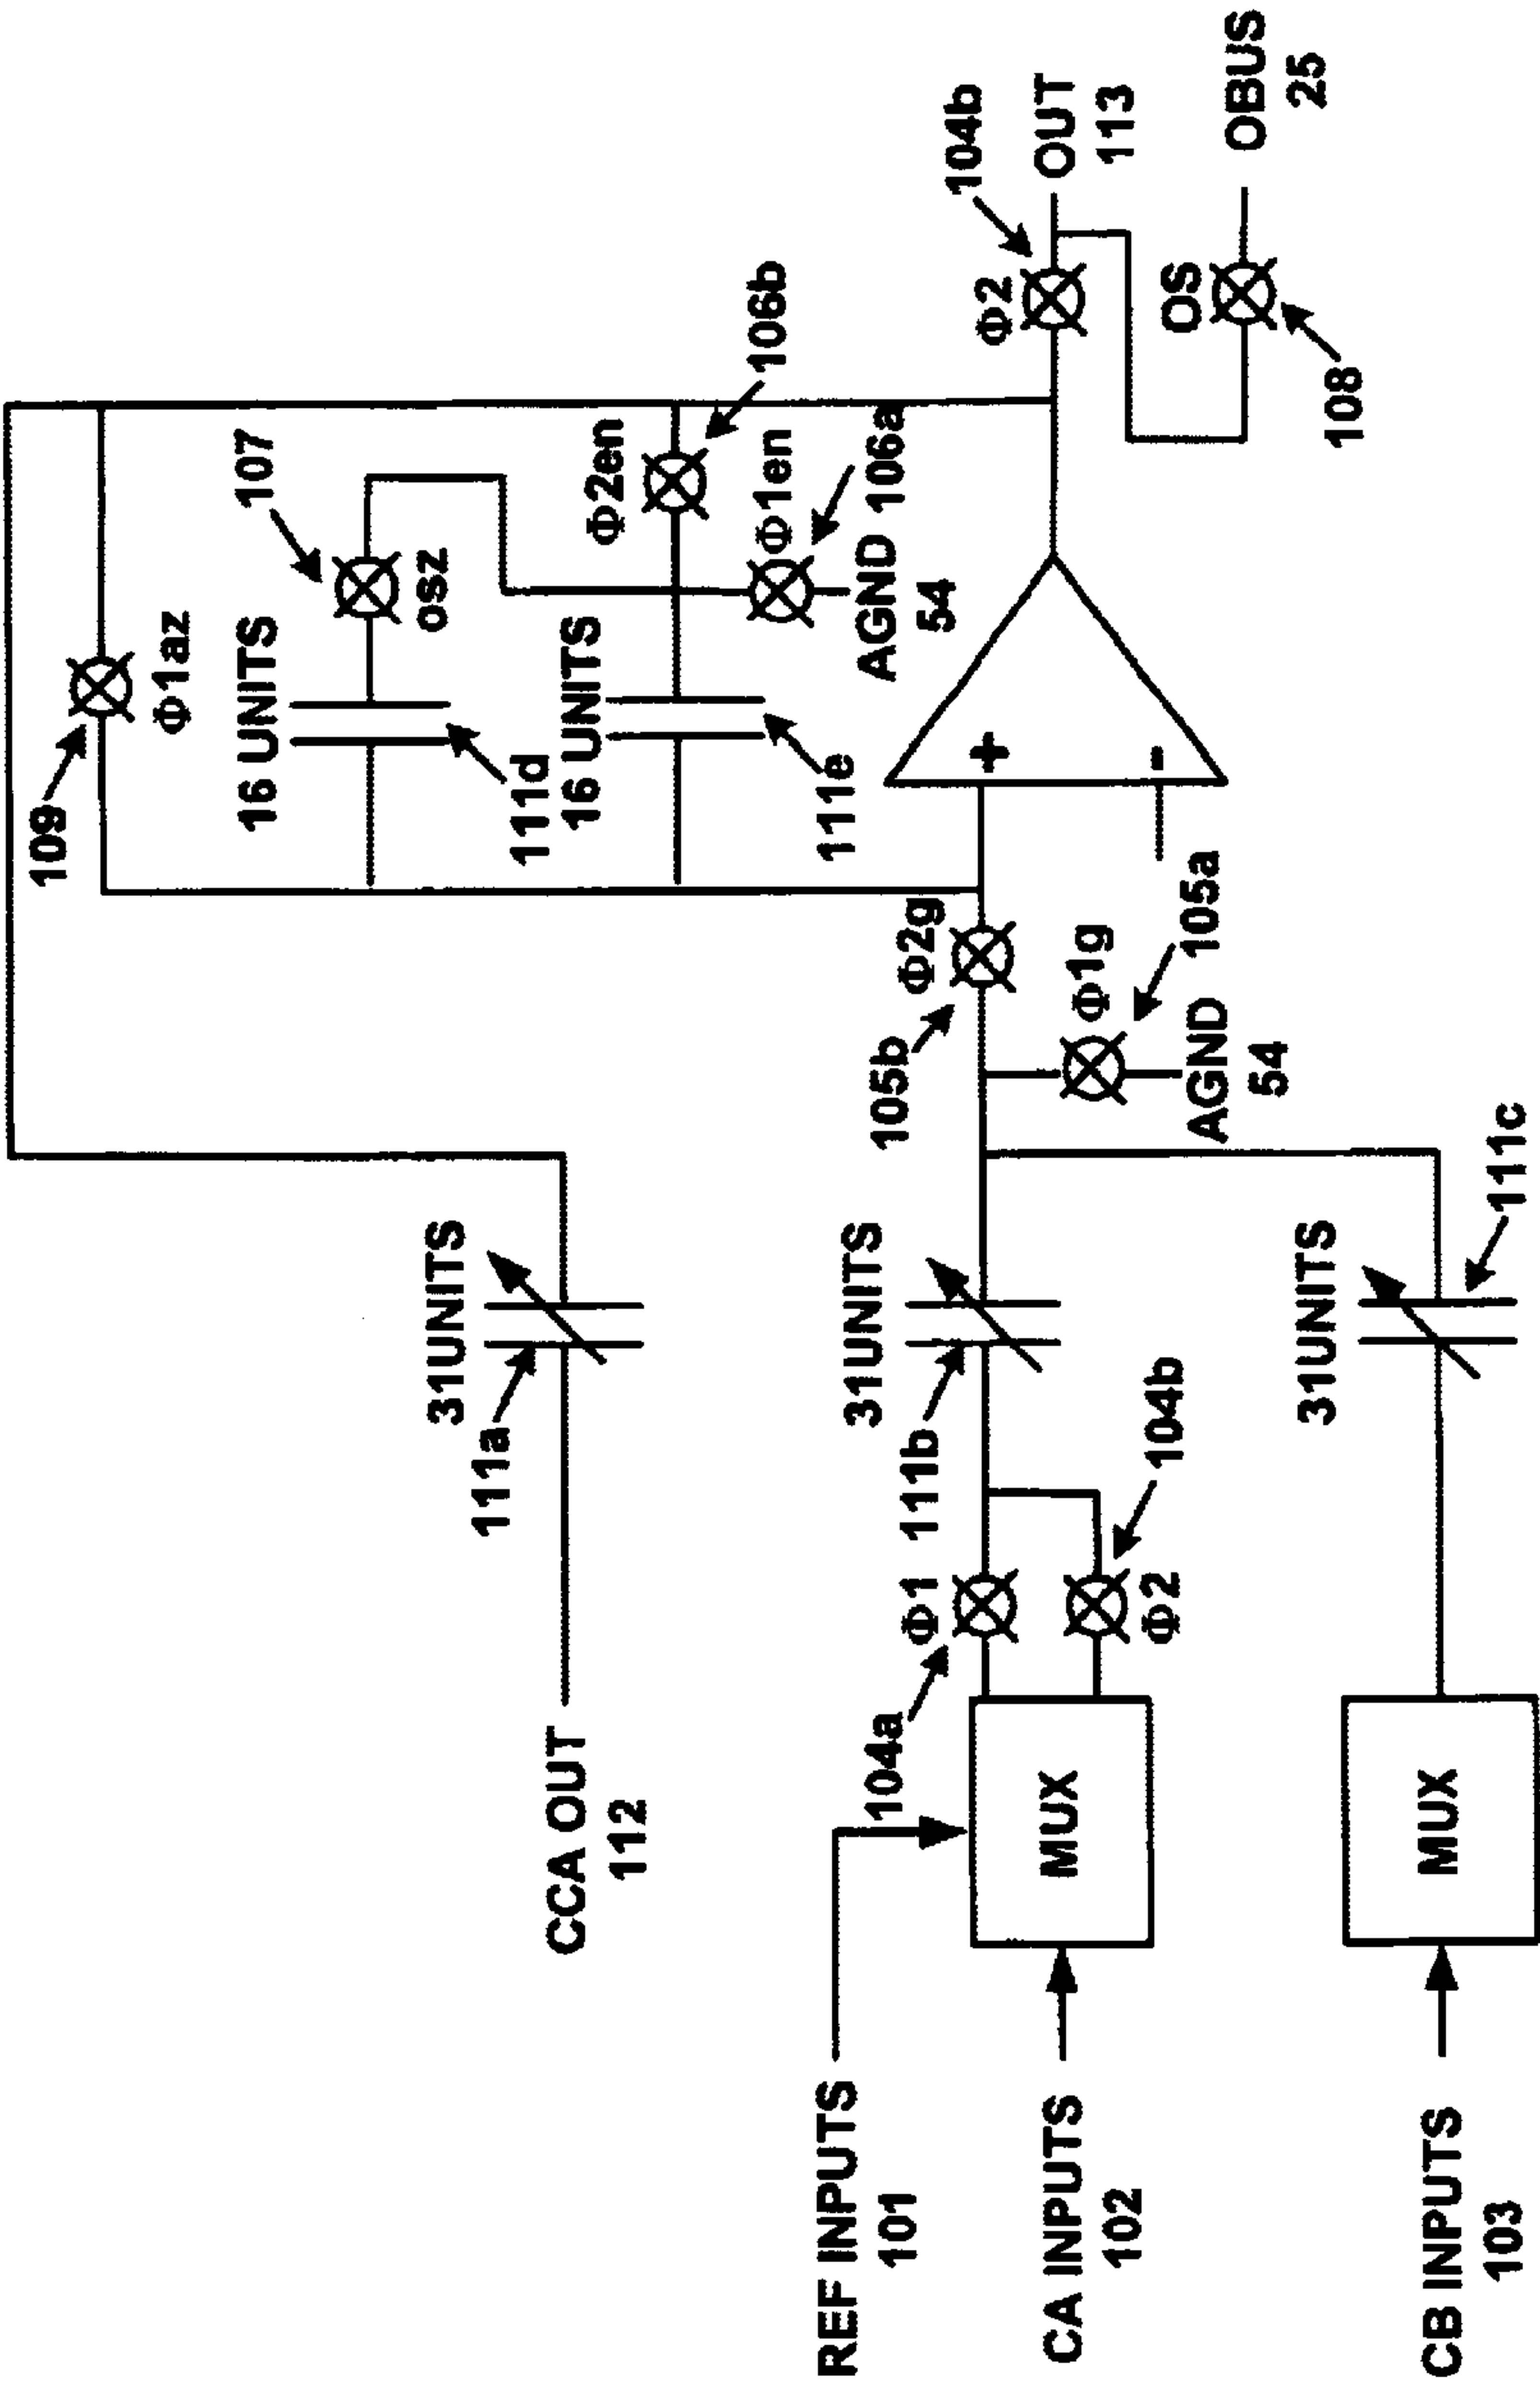 CCA OUT
112
111a
31UNITS
109
Φ1az
16 UNITS
111d
107
osz
16 UNITS
111e
Φ2en
106b
Φ1en
106a
AGND
54
REF INPUTS
101
104a
Φ1
111b
31UNITS
105b
Φ2g
Φ1g
105a
AGND
54
+
-
CA INPUTS
102
MUX
Φ2
104b
Φ2
104b
OUT
113
OS
108
OBUS
25
CB INPUTS
103
MUX
31UNITS
111c